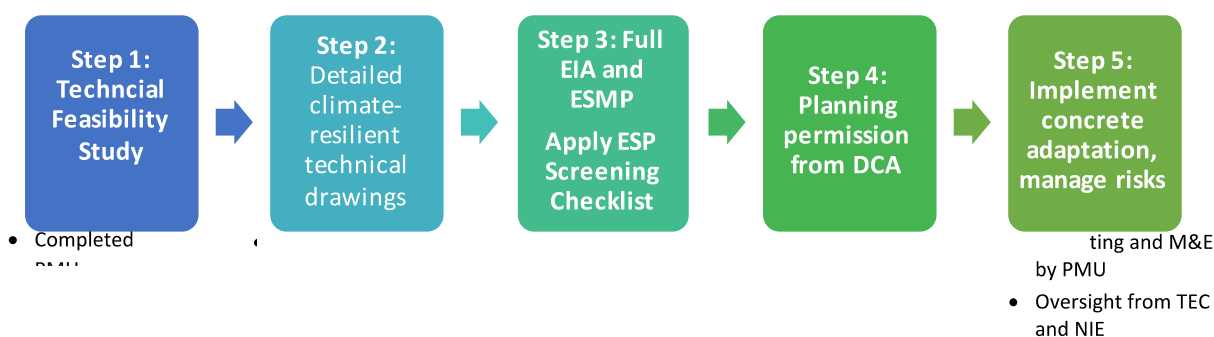 Step 1:
Techncial
Feasibility
Study
Step 2:
Detailed
climate-
resilient
technical
drawings
Step 3: Full
EIA and
ESMP
Apply ESP
Screening
Checklist
Step 4:
Planning
permission
from DCA
Step 5:
Implement
concrete
adaptation,
manage risks
• Completed
•
ting and M&E
by PMU
• Oversight from TEC
and NIE